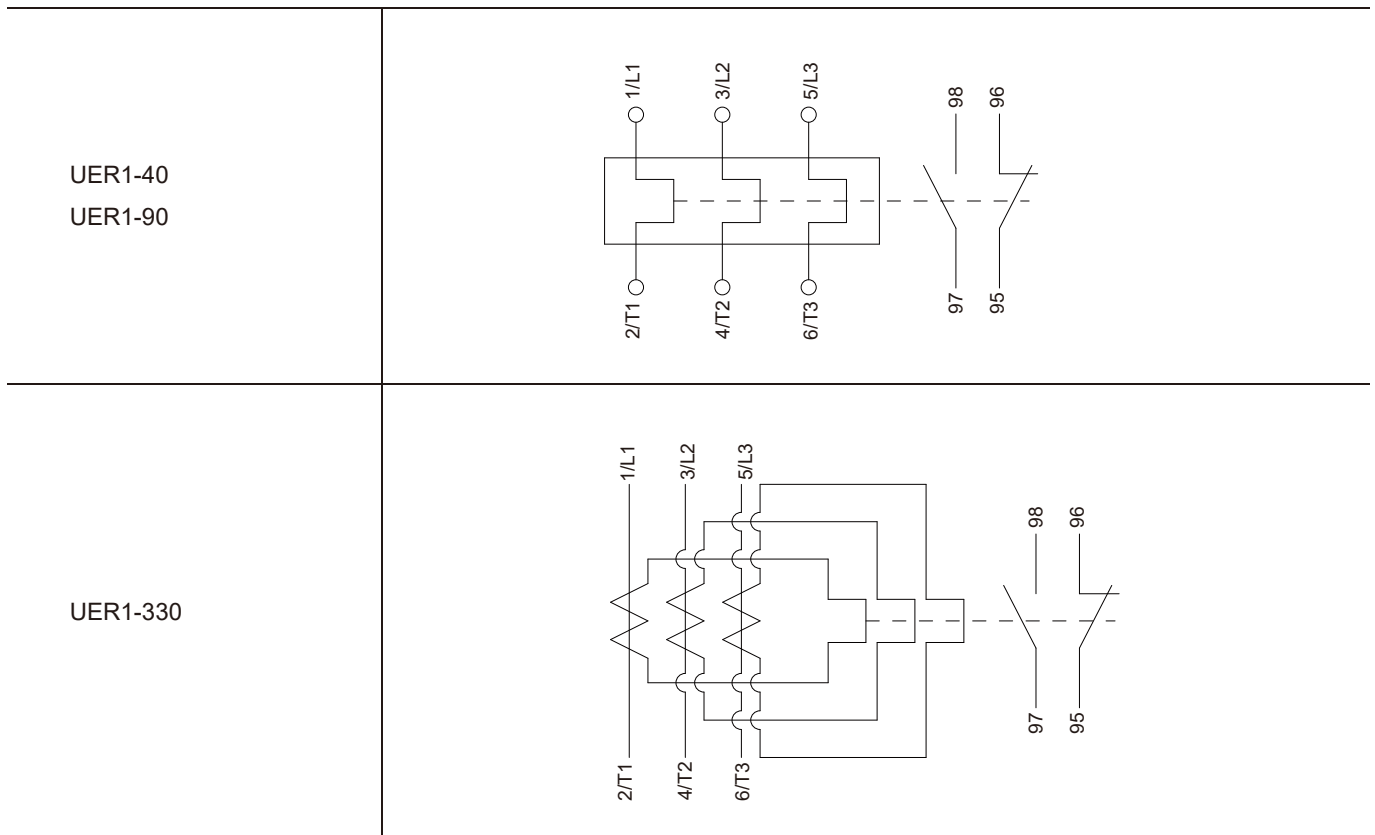 UER1-40
UER1-90
1/L1
3/L2
5/L3
98
96
2/T1
4/T2
6/T3
97
95
UER1-330
1/L1
3/L2
5/L3
98
96
2/T1
4/T2
6/T3
97
95